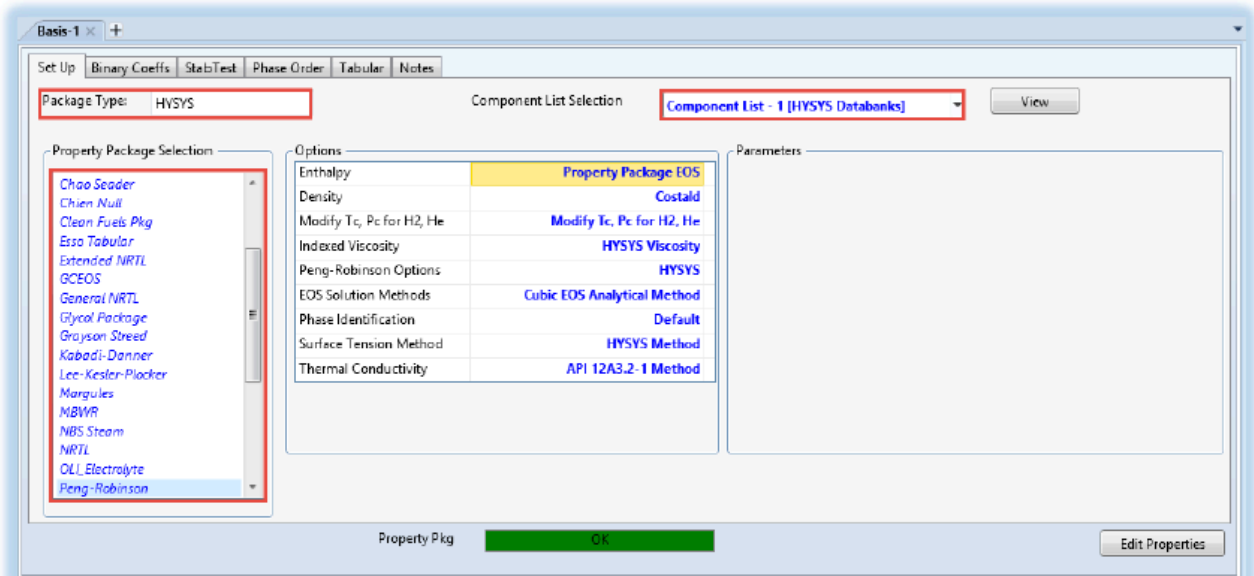 Basis-1 × +
Set Up Binary Coeffs StabTest Phase Order Tabular Notes
Package Type: HYSYS Component List Selection Component List - 1 [HYSYS Databanks] View
Property Package Selection
Chao Seader
Chien Null
Clean Fuels Pkg
Esso Tabular
Extended NRTL
GCEOS
General NRTL
Glycol Package
Grayson Streed
Kabadi-Danner
Lee-Kesler-Plocker
Margules
MBWR
NBS Steam
NRTL
OLI_Electrolyte
Peng-Robinson
Options
Enthalpy Property Package EOS
Density Costald
Modify Tc, Pc for H2, He Modify Tc, Pc for H2, He
Indexed Viscosity HYSYS Viscosity
Peng-Robinson Options HYSYS
EOS Solution Methods Cubic EOS Analytical Method
Phase Identification Default
Surface Tension Method HYSYS Method
Thermal Conductivity API 12A3.2-1 Method
Parameters
Property Pkg OK
Edit Properties